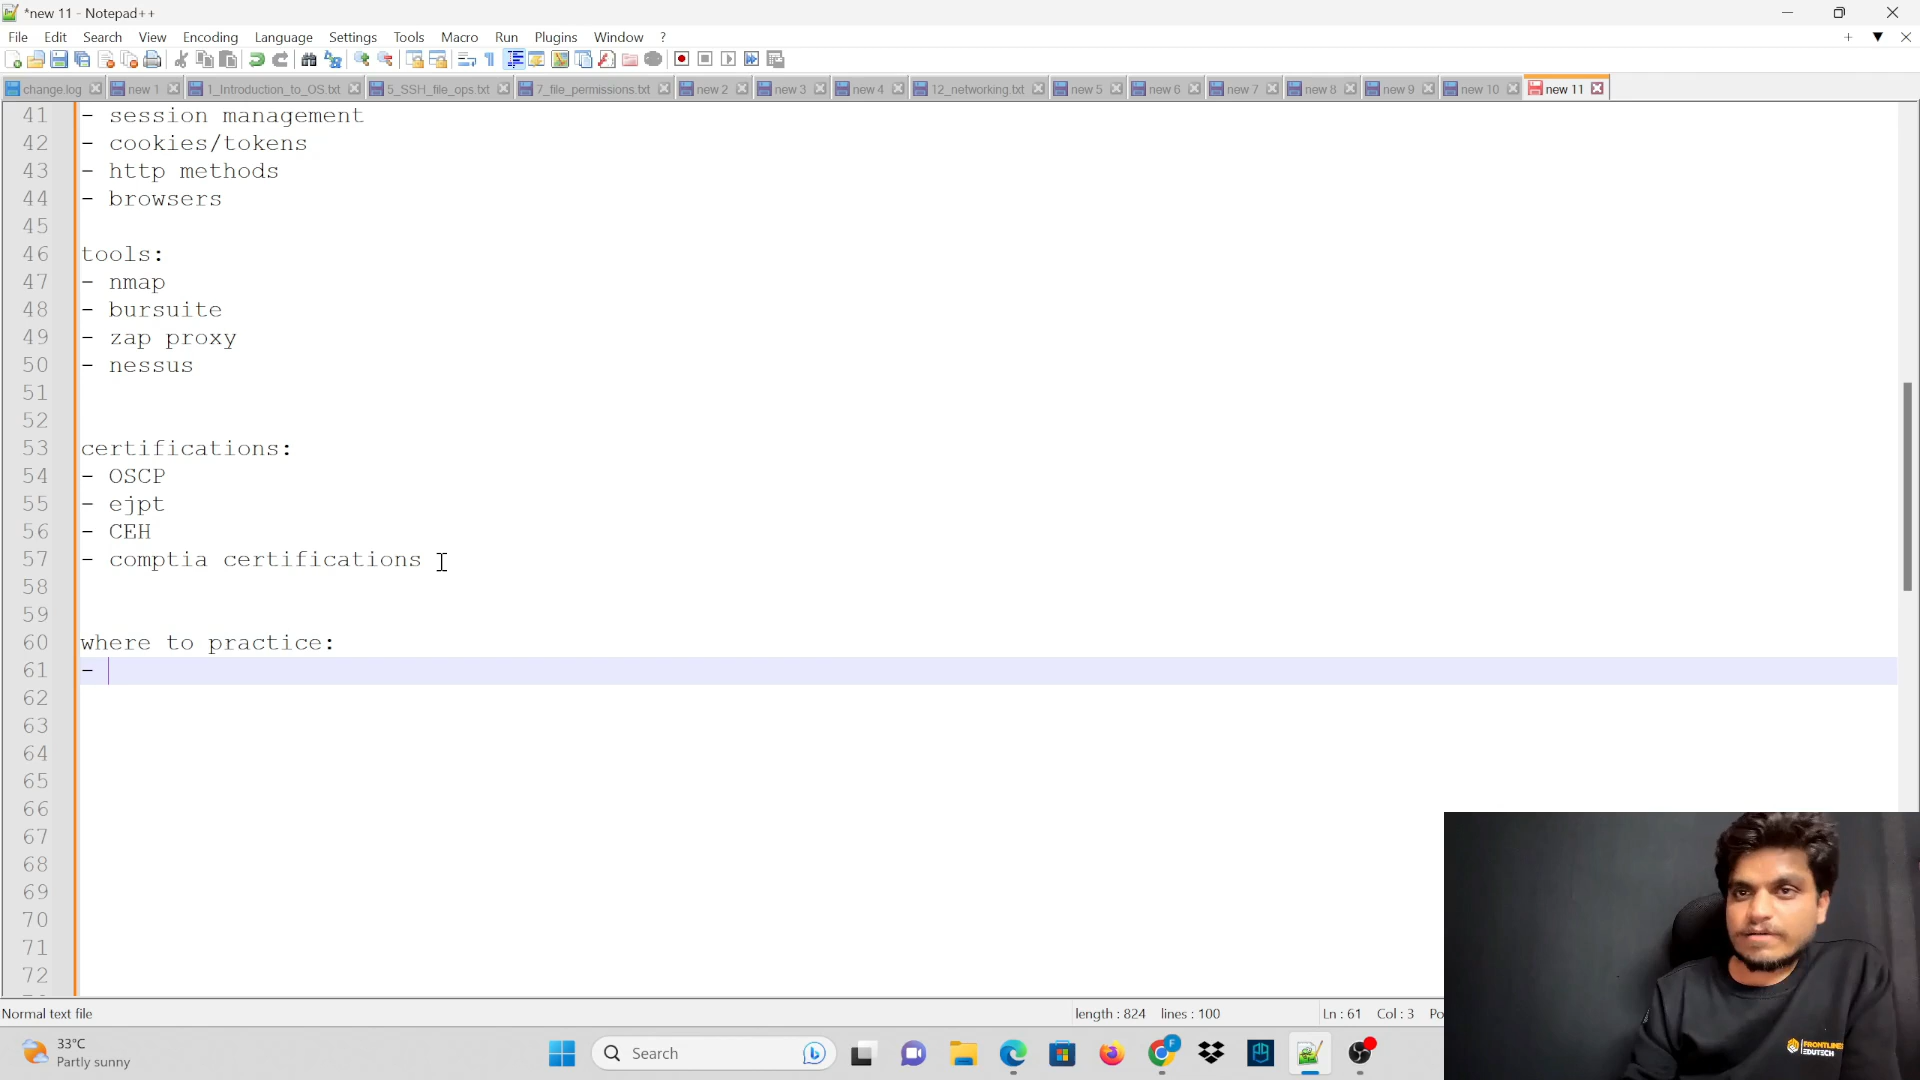 *new 11 - Notepad++
File Edit Search View Encoding Language Settings Tools Macro Run Plugins Window ?
change.log new 1 1_Introduction_to_OS.txt 5_SSH_file_ops.txt 7_file_permissions.txt new 2 new 3 new 4 12_networking.txt new 5 new 6 new 7 new 8 new 9 new 10 new 11
41 - session management
42 - cookies/tokens
43 - http methods
44 - browsers
45
46 tools:
47 - nmap
48 - bursuite
49 - zap proxy
50 - nessus
51
52
53 certifications:
54 - OSCP
55 - ejpt
56 - CEH
57 - comptia certifications
58
59
60 where to practice:
61 -
62
63
64
65
66
67
68
69
70
71
72
FRONTLINES
EDUTECH
Normal text file length : 824 lines : 100 Ln : 61 Col : 3 Po
33°C
Partly sunny
Search